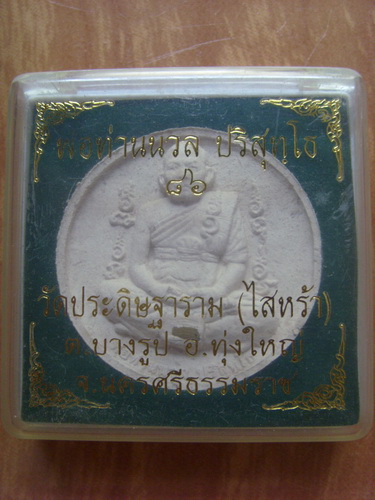 พ่อท่านนวล ปริสุทฺโธ
๘๖
วัดประดิษฐาราม (ไสหร้า)
ต.บางรูป อ.ทุ่งใหญ่
จ.นครศรีธรรมราช